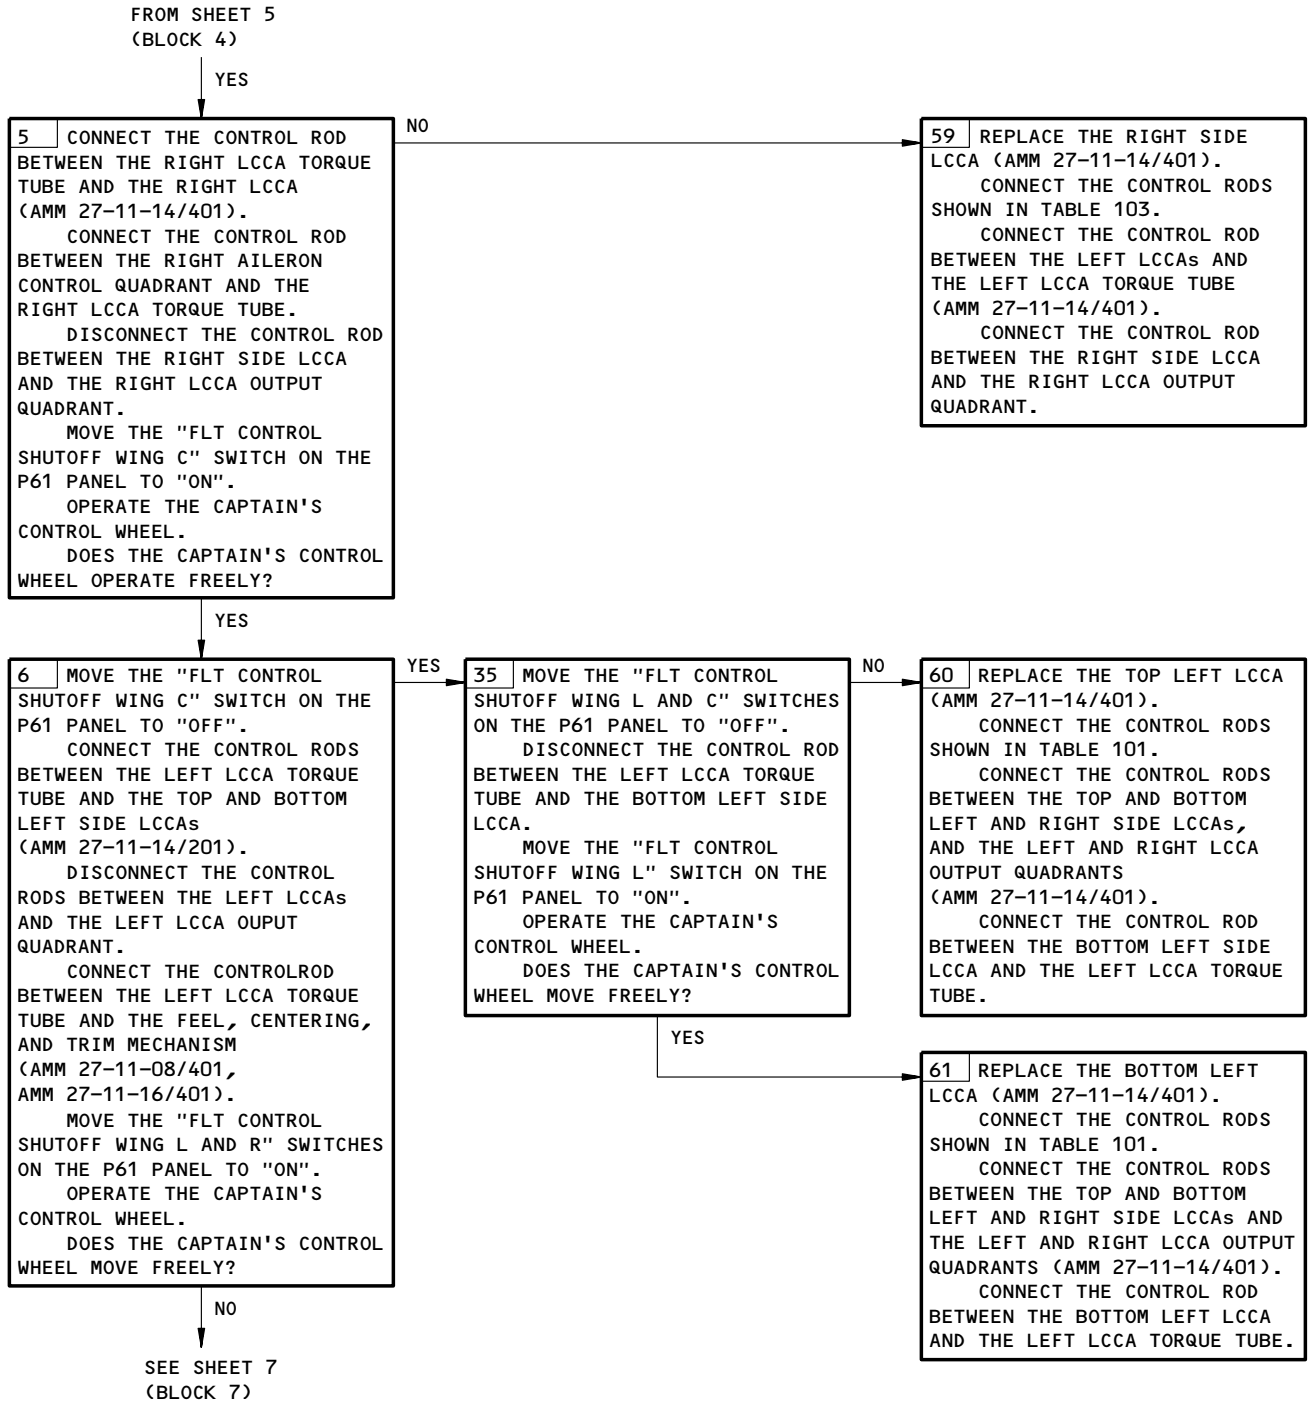 FROM SHEET 5
(BLOCK 4)
YES
5 CONNECT THE CONTROL ROD
BETWEEN THE RIGHT LCCA TORQUE
TUBE AND THE RIGHT LCCA
(AMM 27-11-14/401).
CONNECT THE CONTROL ROD
BETWEEN THE RIGHT AILERON
CONTROL QUADRANT AND THE
RIGHT LCCA TORQUE TUBE.
DISCONNECT THE CONTROL ROD
BETWEEN THE RIGHT SIDE LCCA
AND THE RIGHT LCCA OUTPUT
QUADRANT.
MOVE THE "FLT CONTROL
SHUTOFF WING C" SWITCH ON THE
P61 PANEL TO "ON".
OPERATE THE CAPTAIN'S
CONTROL WHEEL.
DOES THE CAPTAIN'S CONTROL
WHEEL OPERATE FREELY?
NO
59 REPLACE THE RIGHT SIDE
LCCA (AMM 27-11-14/401).
CONNECT THE CONTROL RODS
SHOWN IN TABLE 103.
CONNECT THE CONTROL ROD
BETWEEN THE LEFT LCCAs AND
THE LEFT LCCA TORQUE TUBE
(AMM 27-11-14/401).
CONNECT THE CONTROL ROD
BETWEEN THE RIGHT SIDE LCCA
AND THE RIGHT LCCA OUTPUT
QUADRANT.
YES
6 MOVE THE "FLT CONTROL
SHUTOFF WING C" SWITCH ON THE
P61 PANEL TO "OFF".
CONNECT THE CONTROL RODS
BETWEEN THE LEFT LCCA TORQUE
TUBE AND THE TOP AND BOTTOM
LEFT SIDE LCCAs
(AMM 27-11-14/201).
DISCONNECT THE CONTROL
RODS BETWEEN THE LEFT LCCAs
AND THE LEFT LCCA OUPUT
QUADRANT.
CONNECT THE CONTROLROD
BETWEEN THE LEFT LCCA TORQUE
TUBE AND THE FEEL, CENTERING,
AND TRIM MECHANISM
(AMM 27-11-08/401,
AMM 27-11-16/401).
MOVE THE "FLT CONTROL
SHUTOFF WING L AND R" SWITCHES
ON THE P61 PANEL TO "ON".
OPERATE THE CAPTAIN'S
CONTROL WHEEL.
DOES THE CAPTAIN'S CONTROL
WHEEL MOVE FREELY?
YES
35 MOVE THE "FLT CONTROL
SHUTOFF WING L AND C" SWITCHES
ON THE P61 PANEL TO "OFF".
DISCONNECT THE CONTROL ROD
BETWEEN THE LEFT LCCA TORQUE
TUBE AND THE BOTTOM LEFT SIDE
LCCA.
MOVE THE "FLT CONTROL
SHUTOFF WING L" SWITCH ON THE
P61 PANEL TO "ON".
OPERATE THE CAPTAIN'S
CONTROL WHEEL.
DOES THE CAPTAIN'S CONTROL
WHEEL MOVE FREELY?
NO
60 REPLACE THE TOP LEFT LCCA
(AMM 27-11-14/401).
CONNECT THE CONTROL RODS
SHOWN IN TABLE 101.
CONNECT THE CONTROL RODS
BETWEEN THE TOP AND BOTTOM
LEFT AND RIGHT SIDE LCCAs,
AND THE LEFT AND RIGHT LCCA
OUTPUT QUADRANTS
(AMM 27-11-14/401).
CONNECT THE CONTROL ROD
BETWEEN THE BOTTOM LEFT SIDE
LCCA AND THE LEFT LCCA TORQUE
TUBE.
YES
61 REPLACE THE BOTTOM LEFT
LCCA (AMM 27-11-14/401).
CONNECT THE CONTROL RODS
SHOWN IN TABLE 101.
CONNECT THE CONTROL RODS
BETWEEN THE TOP AND BOTTOM
LEFT AND RIGHT SIDE LCCAs AND
THE LEFT AND RIGHT LCCA OUTPUT
QUADRANTS (AMM 27-11-14/401).
CONNECT THE CONTROL ROD
BETWEEN THE BOTTOM LEFT LCCA
AND THE LEFT LCCA TORQUE TUBE.
NO
SEE SHEET 7
(BLOCK 7)